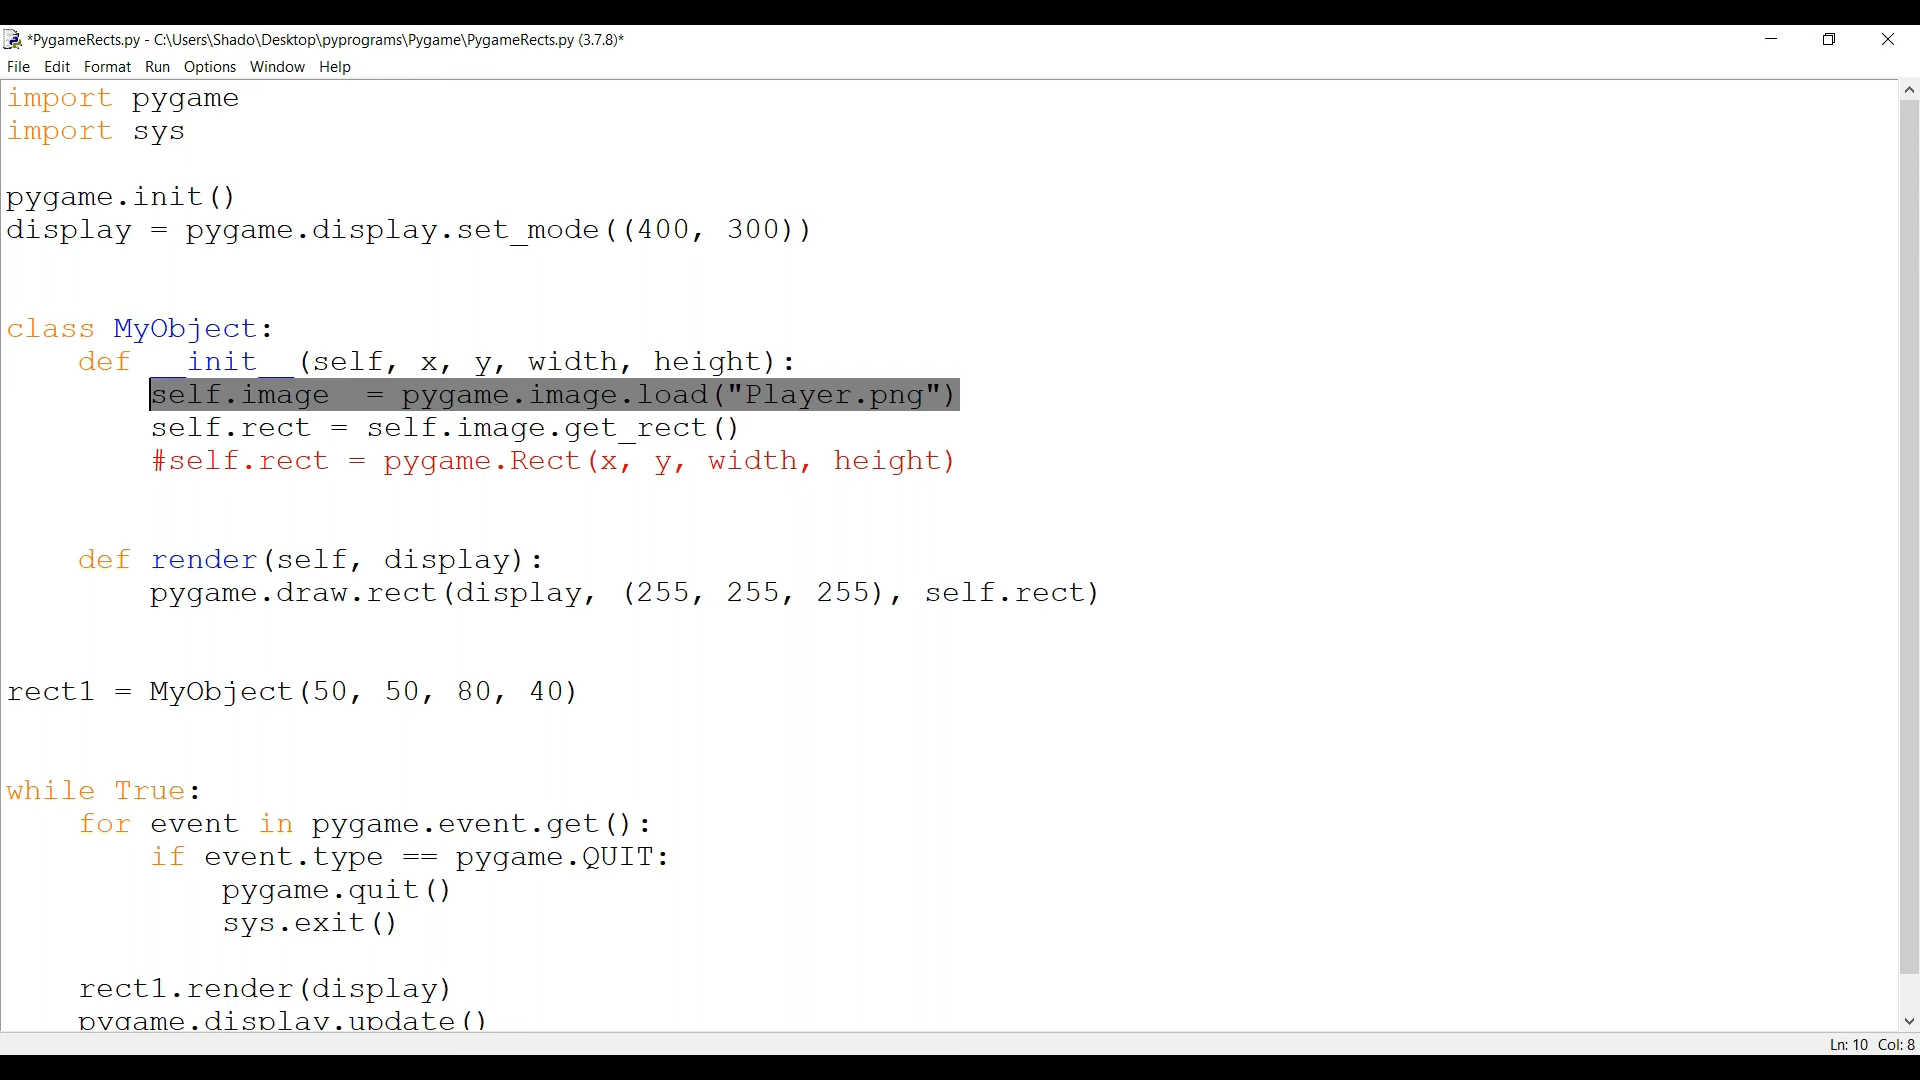 *PygameRects.py - C:\Users\Shado\Desktop\pyprograms\Pygame\PygameRects.py (3.7.8)*
File Edit Format Run Options Window Help
import pygame
import sys
pygame.init()
display = pygame.display.set_mode((400, 300))
class MyObject:
    def __init__(self, x, y, width, height):
        self.image  = pygame.image.load("Player.png")
        self.rect = self.image.get_rect()
        #self.rect = pygame.Rect(x, y, width, height)
    def render(self, display):
        pygame.draw.rect(display, (255, 255, 255), self.rect)
rect1 = MyObject(50, 50, 80, 40)
while True:
    for event in pygame.event.get():
        if event.type == pygame.QUIT:
            pygame.quit()
            sys.exit()
    rect1.render(display)
    pygame.display.update()
Ln: 10 Col: 8